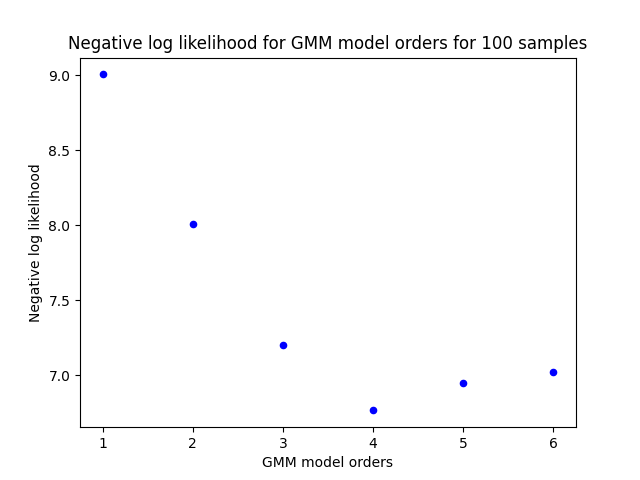 Negative log likelihood for GMM model orders for 100 samples
9.0
8.5
8.0
7.5
7.0
Negative log likelihood
1 2 3 4 5 6
GMM model orders